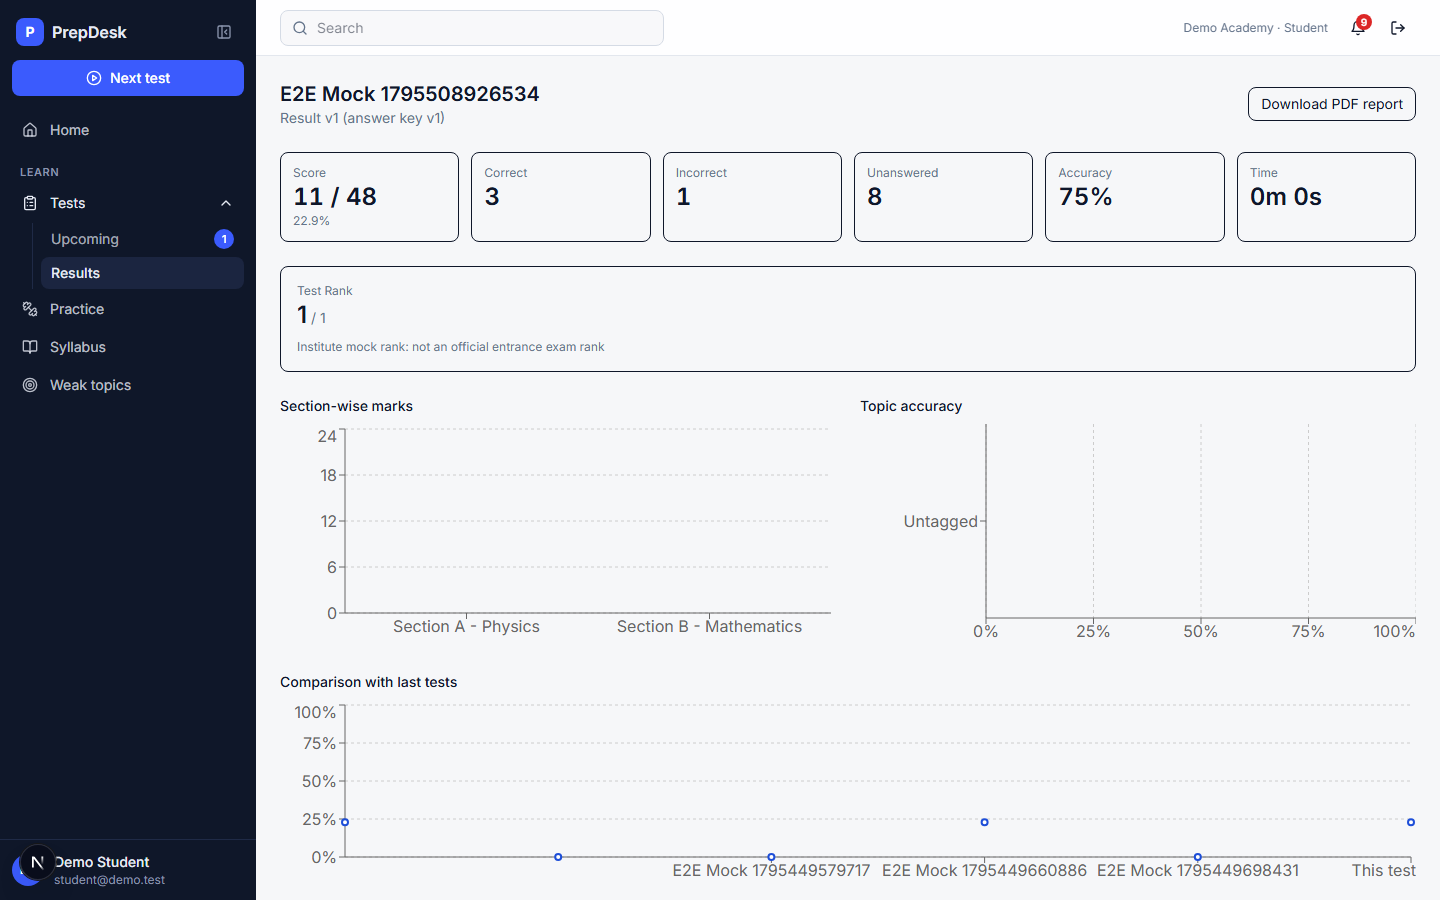 P PrepDesk
Next test
Home
LEARN
Tests
Upcoming 1
Results
Practice
Syllabus
Weak topics
N Demo Student
student@demo.test
Search
Demo Academy · Student
9
E2E Mock 1795508926534
Result v1 (answer key v1)
Download PDF report
Score
11 / 48
22.9%
Correct
3
Incorrect
1
Unanswered
8
Accuracy
75%
Time
0m 0s
Test Rank
1 / 1
Institute mock rank: not an official entrance exam rank
Section-wise marks
24
18
12
6
0
Section A - Physics Section B - Mathematics
Topic accuracy
Untagged
0% 25% 50% 75% 100%
Comparison with last tests
100%
75%
50%
25%
0%
E2E Mock 1795449579717 E2E Mock 1795449660886 E2E Mock 1795449698431 This test